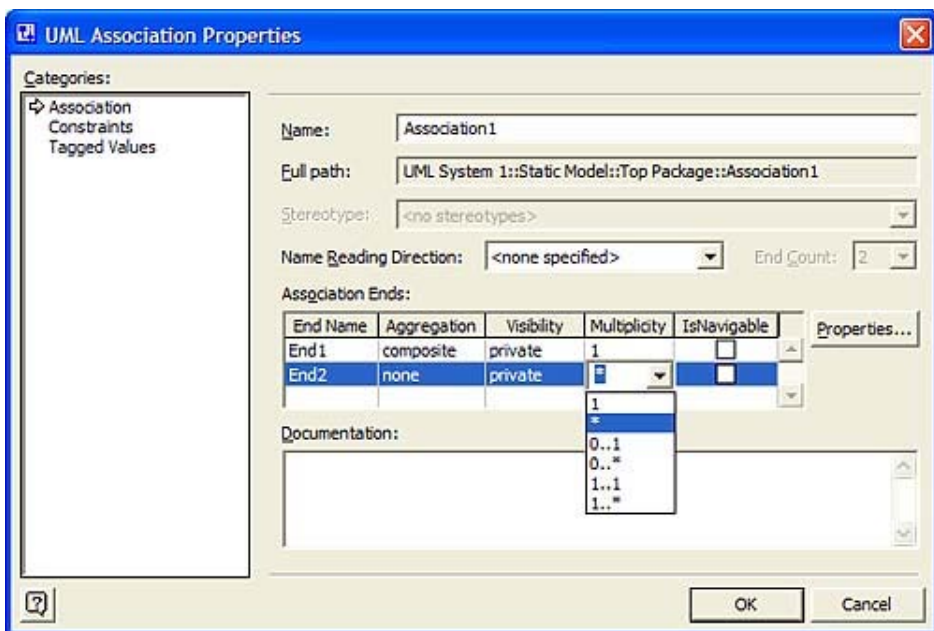 UML Association Properties
Categories:
Association
Constraints
Tagged Values
Name: Association1
Full path: UML System 1::Static Model::Top Package::Association1
Stereotype: <no stereotypes>
Name Reading Direction: <none specified> End Count: 2
Association Ends:
End Name Aggregation Visibility Multiplicity IsNavigable
End1 composite private 1
End2 none private *
Properties...
1
*
0..1
0..*
1..1
1..*
Documentation:
?
OK Cancel